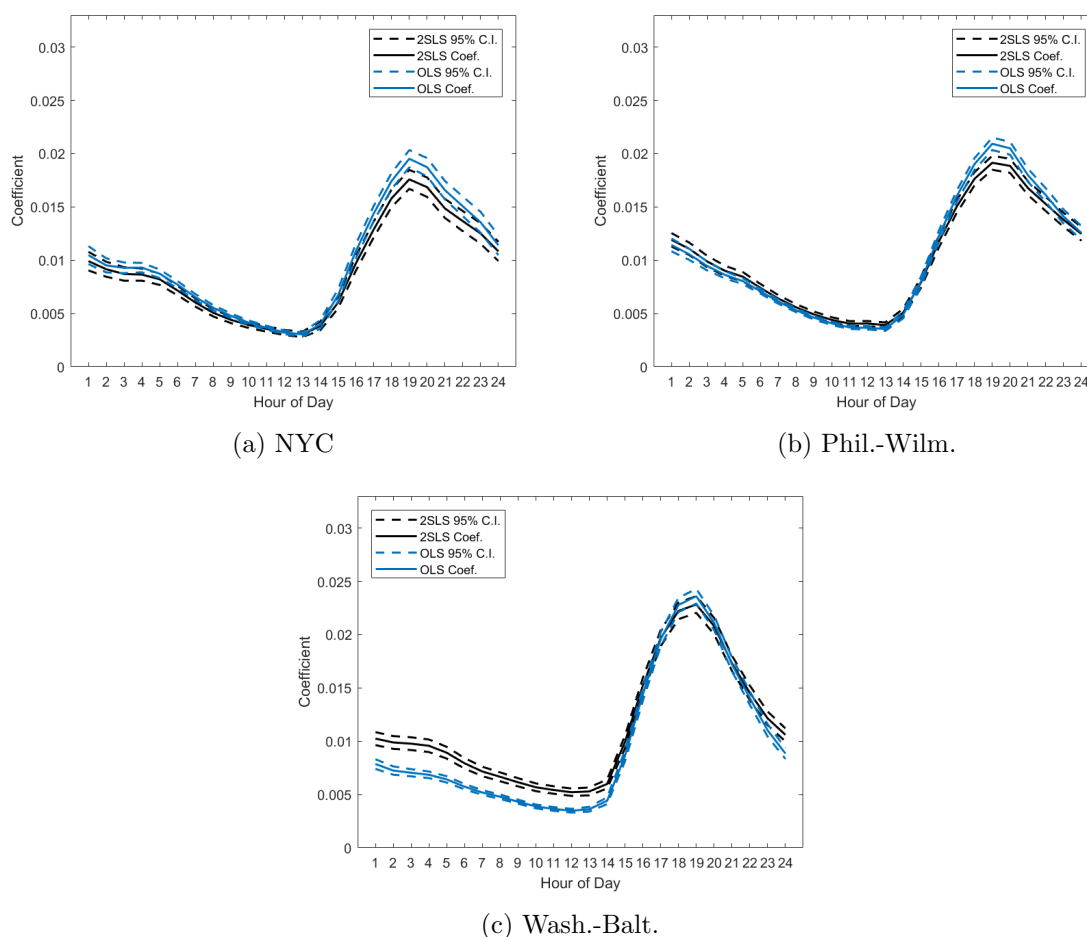 0.03
0.025
0.02
0.015
0.01
0.005
0
Coefficient
2SLS 95% C.I.
2SLS Coef.
OLS 95% C.I.
OLS Coef.
1 2 3 4 5 6 7 8 9 10 11 12 13 14 15 16 17 18 19 20 21 22 23 24
Hour of Day
(a) NYC
0.03
0.025
0.02
0.015
0.01
0.005
0
Coefficient
2SLS 95% C.I.
2SLS Coef.
OLS 95% C.I.
OLS Coef.
1 2 3 4 5 6 7 8 9 10 11 12 13 14 15 16 17 18 19 20 21 22 23 24
Hour of Day
(b) Phil.-Wilm.
0.03
0.025
0.02
0.015
0.01
0.005
0
Coefficient
2SLS 95% C.I.
2SLS Coef.
OLS 95% C.I.
OLS Coef.
1 2 3 4 5 6 7 8 9 10 11 12 13 14 15 16 17 18 19 20 21 22 23 24
Hour of Day
(c) Wash.-Balt.